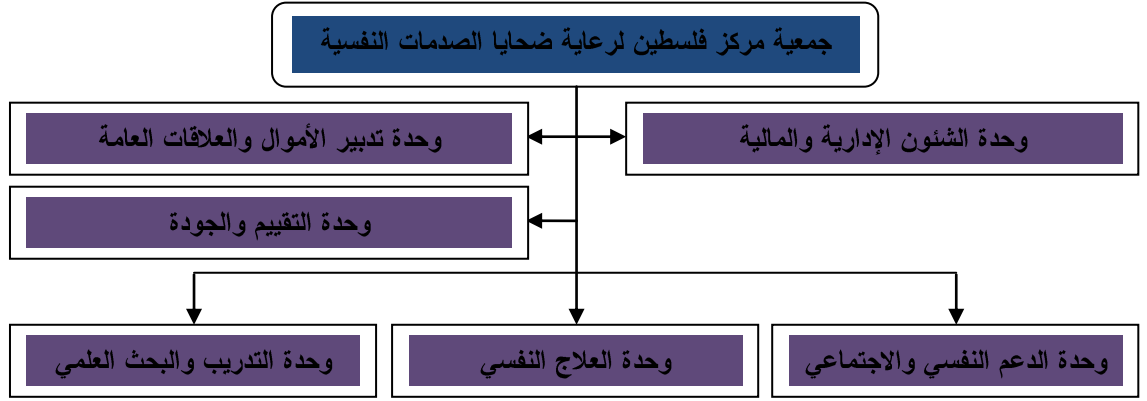 جمعية مركز فلسطين لرعاية ضحايا الصدمات النفسية
وحدة الشئون الإدارية والمالية
وحدة تدبير الأموال والعلاقات العامة
وحدة التقييم والجودة
وحدة الدعم النفسي والاجتماعي
وحدة العلاج النفسي
وحدة التدريب والبحث العلمي